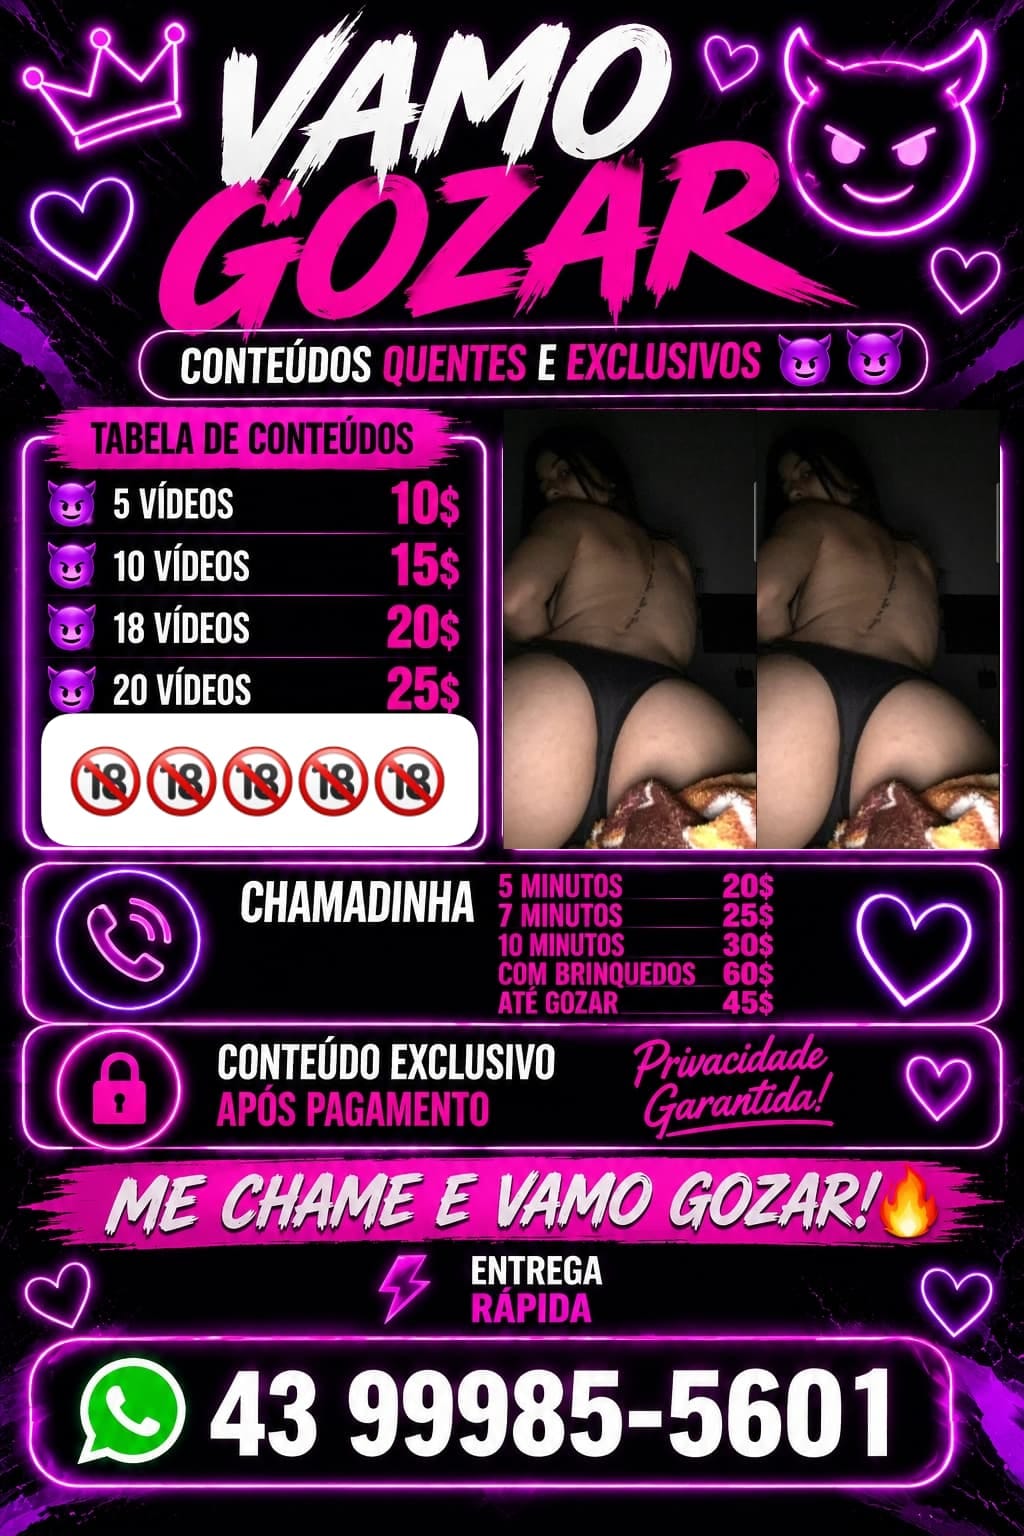 VAMO
GOZAR
CONTEÚDOS QUENTES E EXCLUSIVOS 😈 😈
TABELA DE CONTEÚDOS
😈 5 VÍDEOS 10$
😈 10 VÍDEOS 15$
😈 18 VÍDEOS 20$
😈 20 VÍDEOS 25$
🔞🔞🔞🔞🔞
CHAMADINHA
5 MINUTOS 20$
7 MINUTOS 25$
10 MINUTOS 30$
COM BRINQUEDOS 60$
ATÉ GOZAR 45$
CONTEÚDO EXCLUSIVO
APÓS PAGAMENTO
Privacidade
Garantida!
ME CHAME E VAMO GOZAR!🔥
ENTREGA
RÁPIDA
43 99985-5601